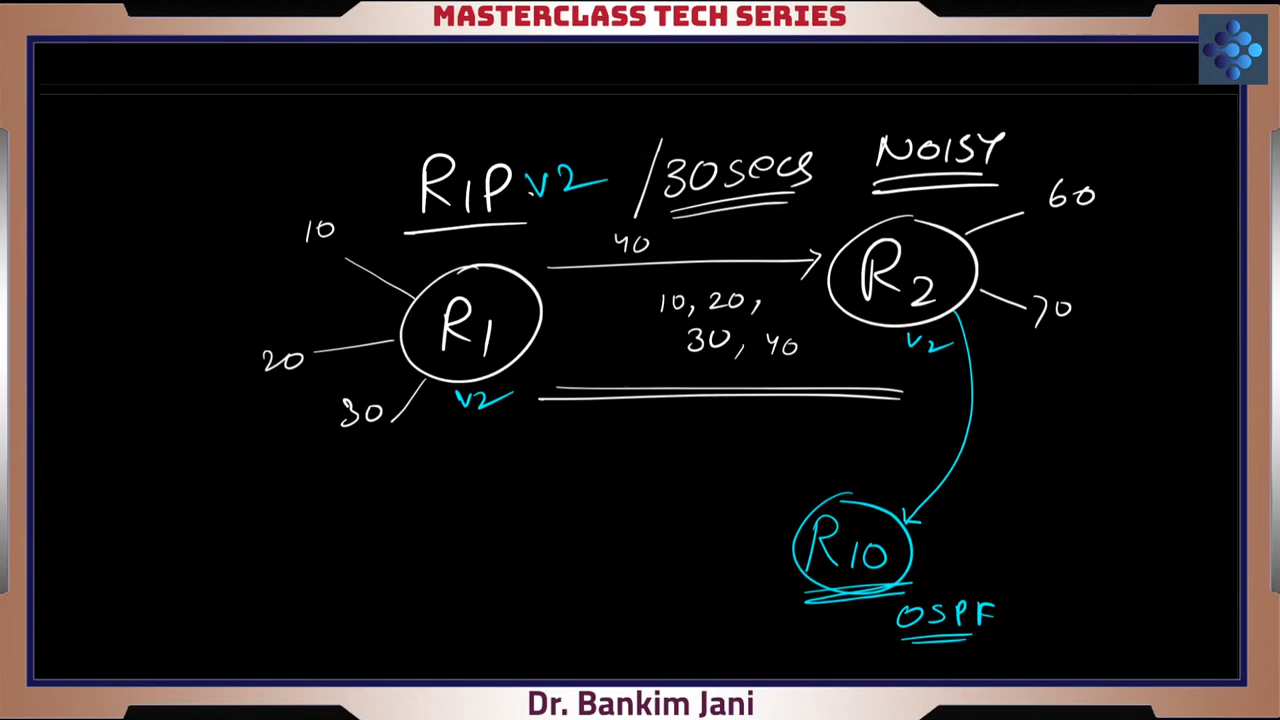 MASTERCLASS TECH SERIES
RIP v2 /30secs NOISY
10
40
60
R1
R2
10, 20,
30, 40
70
20
30
v2
v2
R10
OSPF
Dr. Bankim Jani